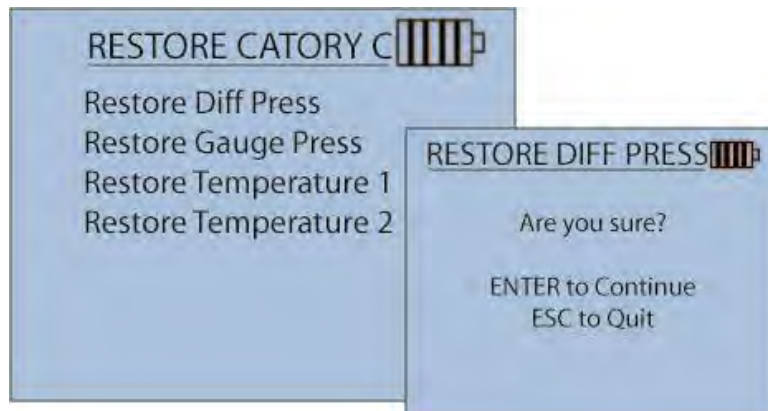 RESTORE CATORY C
Restore Diff Press
Restore Gauge Press
Restore Temperature 1
Restore Temperature 2
RESTORE DIFF PRESS
Are you sure?
ENTER to Continue
ESC to Quit